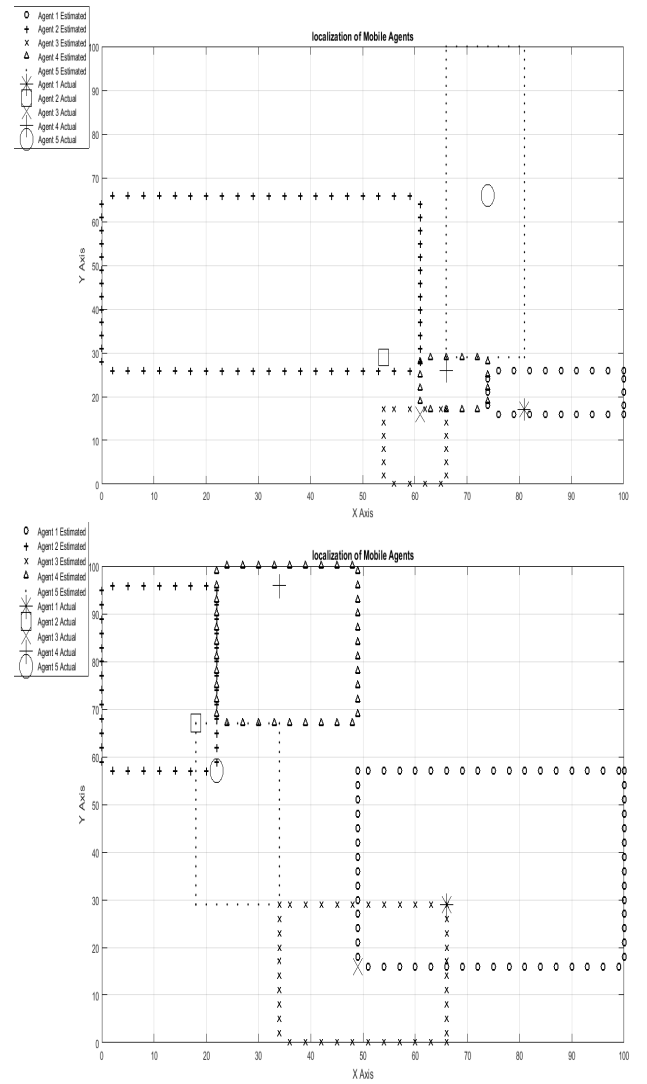 Agent 1 Estimated
Agent 2 Estimated
Agent 3 Estimated
Agent 4 Estimated
Agent 5 Estimated
Agent 1 Actual
Agent 2 Actual
Agent 3 Actual
Agent 4 Actual
Agent 5 Actual
localization of Mobile Agents
100
90
80
70
60
50
40
30
20
10
0
Y Axis
0 10 20 30 40 50 60 70 80 90 100
X Axis
Agent 1 Estimated
Agent 2 Estimated
Agent 3 Estimated
Agent 4 Estimated
Agent 5 Estimated
Agent 1 Actual
Agent 2 Actual
Agent 3 Actual
Agent 4 Actual
Agent 5 Actual
localization of Mobile Agents
100
90
80
70
60
50
40
30
20
10
0
Y Axis
0 10 20 30 40 50 60 70 80 90 100
X Axis